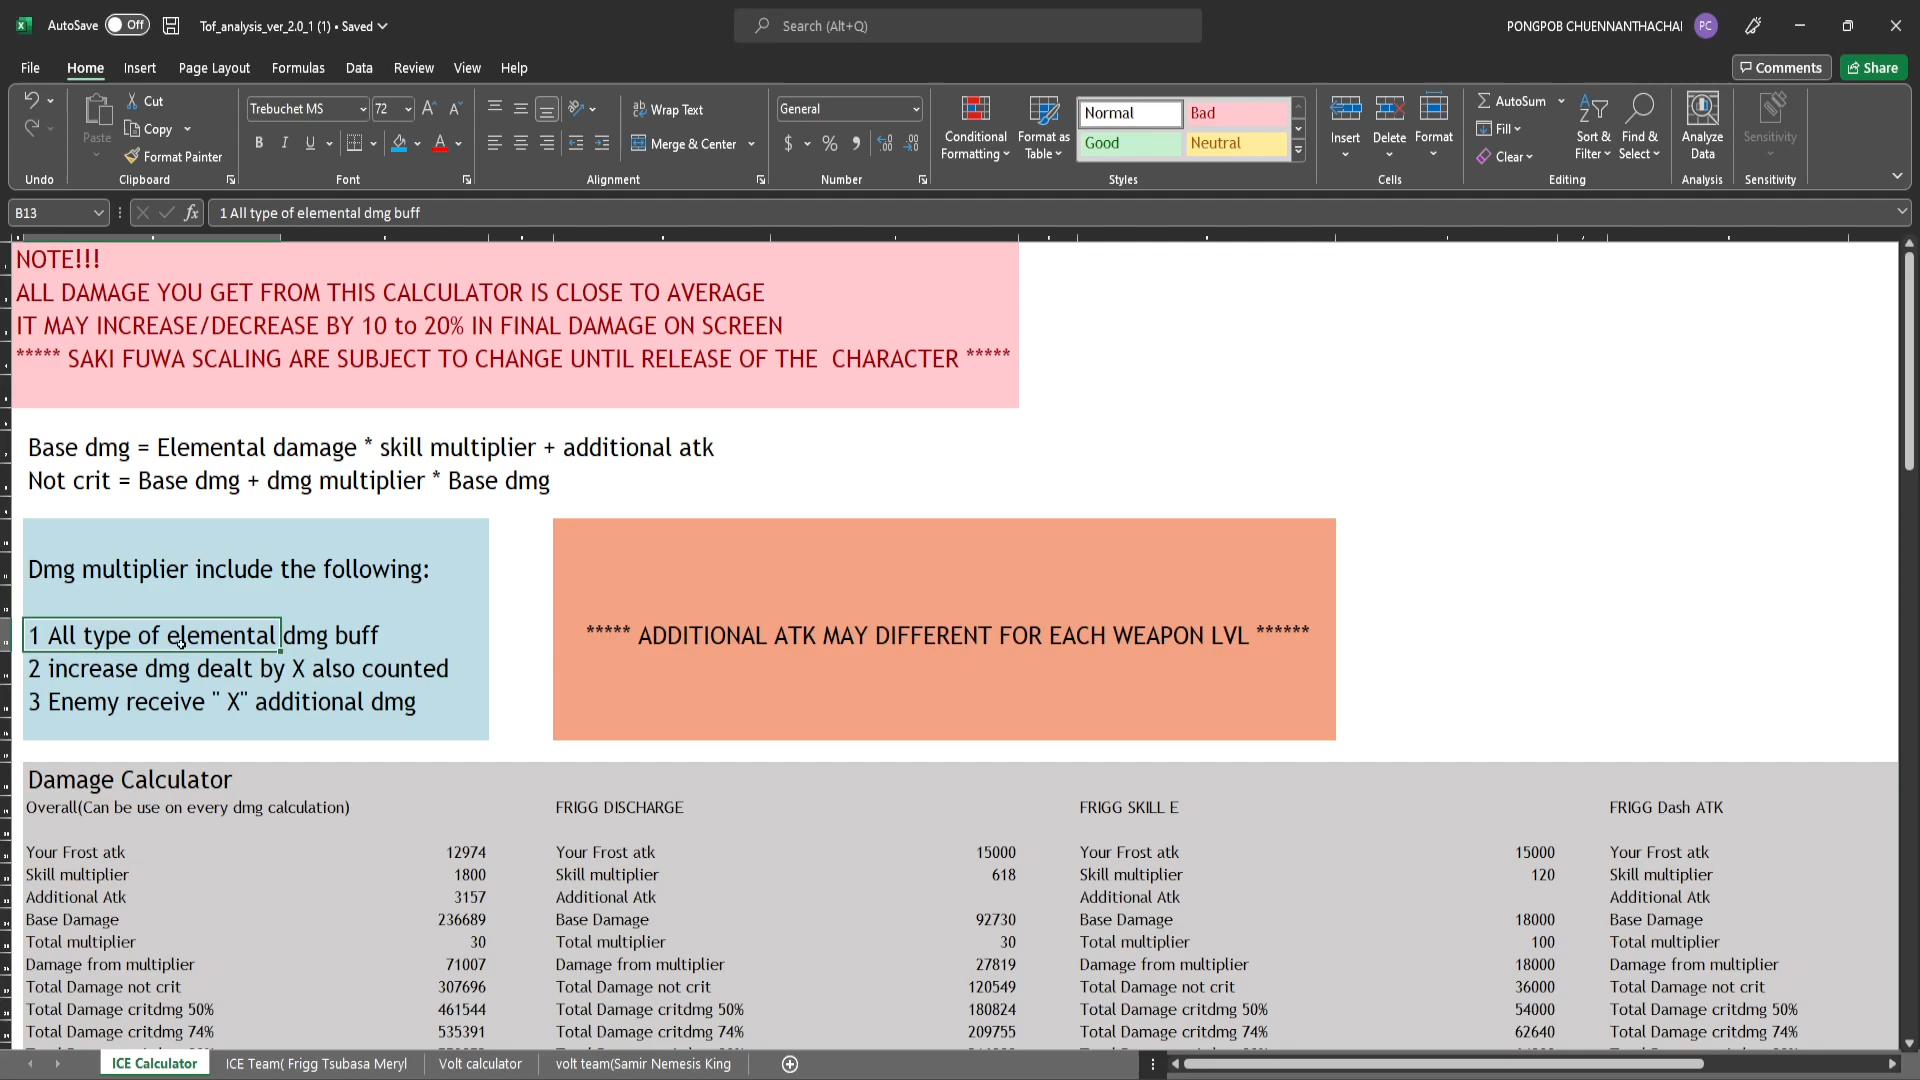 AutoSave Off Tof_analysis_ver_2.0_1 (1) • Saved Search (Alt+Q) PONGPOB CHUENNANTHACHAI PC
File Home Insert Page Layout Formulas Data Review View Help Comments Share
Cut Trebuchet MS 72 Wrap Text General Normal Bad AutoSum
Paste Copy Conditional Formatting Format as Table Insert Delete Format Fill Sort & Filter Find & Select Analyze Data Sensitivity
Format Painter B I U Merge & Center $ % Good Neutral Clear
Undo Clipboard Font Alignment Number Styles Cells Editing Analysis Sensitivity
B13 fx 1 All type of elemental dmg buff
NOTE!!!
ALL DAMAGE YOU GET FROM THIS CALCULATOR IS CLOSE TO AVERAGE
IT MAY INCREASE/DECREASE BY 10 to 20% IN FINAL DAMAGE ON SCREEN
***** SAKI FUWA SCALING ARE SUBJECT TO CHANGE UNTIL RELEASE OF THE CHARACTER *****
Base dmg = Elemental damage * skill multiplier + additional atk
Not crit = Base dmg + dmg multiplier * Base dmg
Dmg multiplier include the following:
1 All type of elemental dmg buff
2 increase dmg dealt by X also counted
3 Enemy receive " X" additional dmg
***** ADDITIONAL ATK MAY DIFFERENT FOR EACH WEAPON LVL ******
Damage Calculator
Overall(Can be use on every dmg calculation) FRIGG DISCHARGE FRIGG SKILL E FRIGG Dash ATK
Your Frost atk 12974 Your Frost atk 15000 Your Frost atk 15000 Your Frost atk
Skill multiplier 1800 Skill multiplier 618 Skill multiplier 120 Skill multiplier
Additional Atk 3157 Additional Atk Additional Atk Additional Atk
Base Damage 236689 Base Damage 92730 Base Damage 18000 Base Damage
Total multiplier 30 Total multiplier 30 Total multiplier 100 Total multiplier
Damage from multiplier 71007 Damage from multiplier 27819 Damage from multiplier 18000 Damage from multiplier
Total Damage not crit 307696 Total Damage not crit 120549 Total Damage not crit 36000 Total Damage not crit
Total Damage critdmg 50% 461544 Total Damage critdmg 50% 180824 Total Damage critdmg 50% 54000 Total Damage critdmg 50%
Total Damage critdmg 74% 535391 Total Damage critdmg 74% 209755 Total Damage critdmg 74% 62640 Total Damage critdmg 74%
ICE Calculator ICE Team( Frigg Tsubasa Meryl Volt calculator volt team(Samir Nemesis King